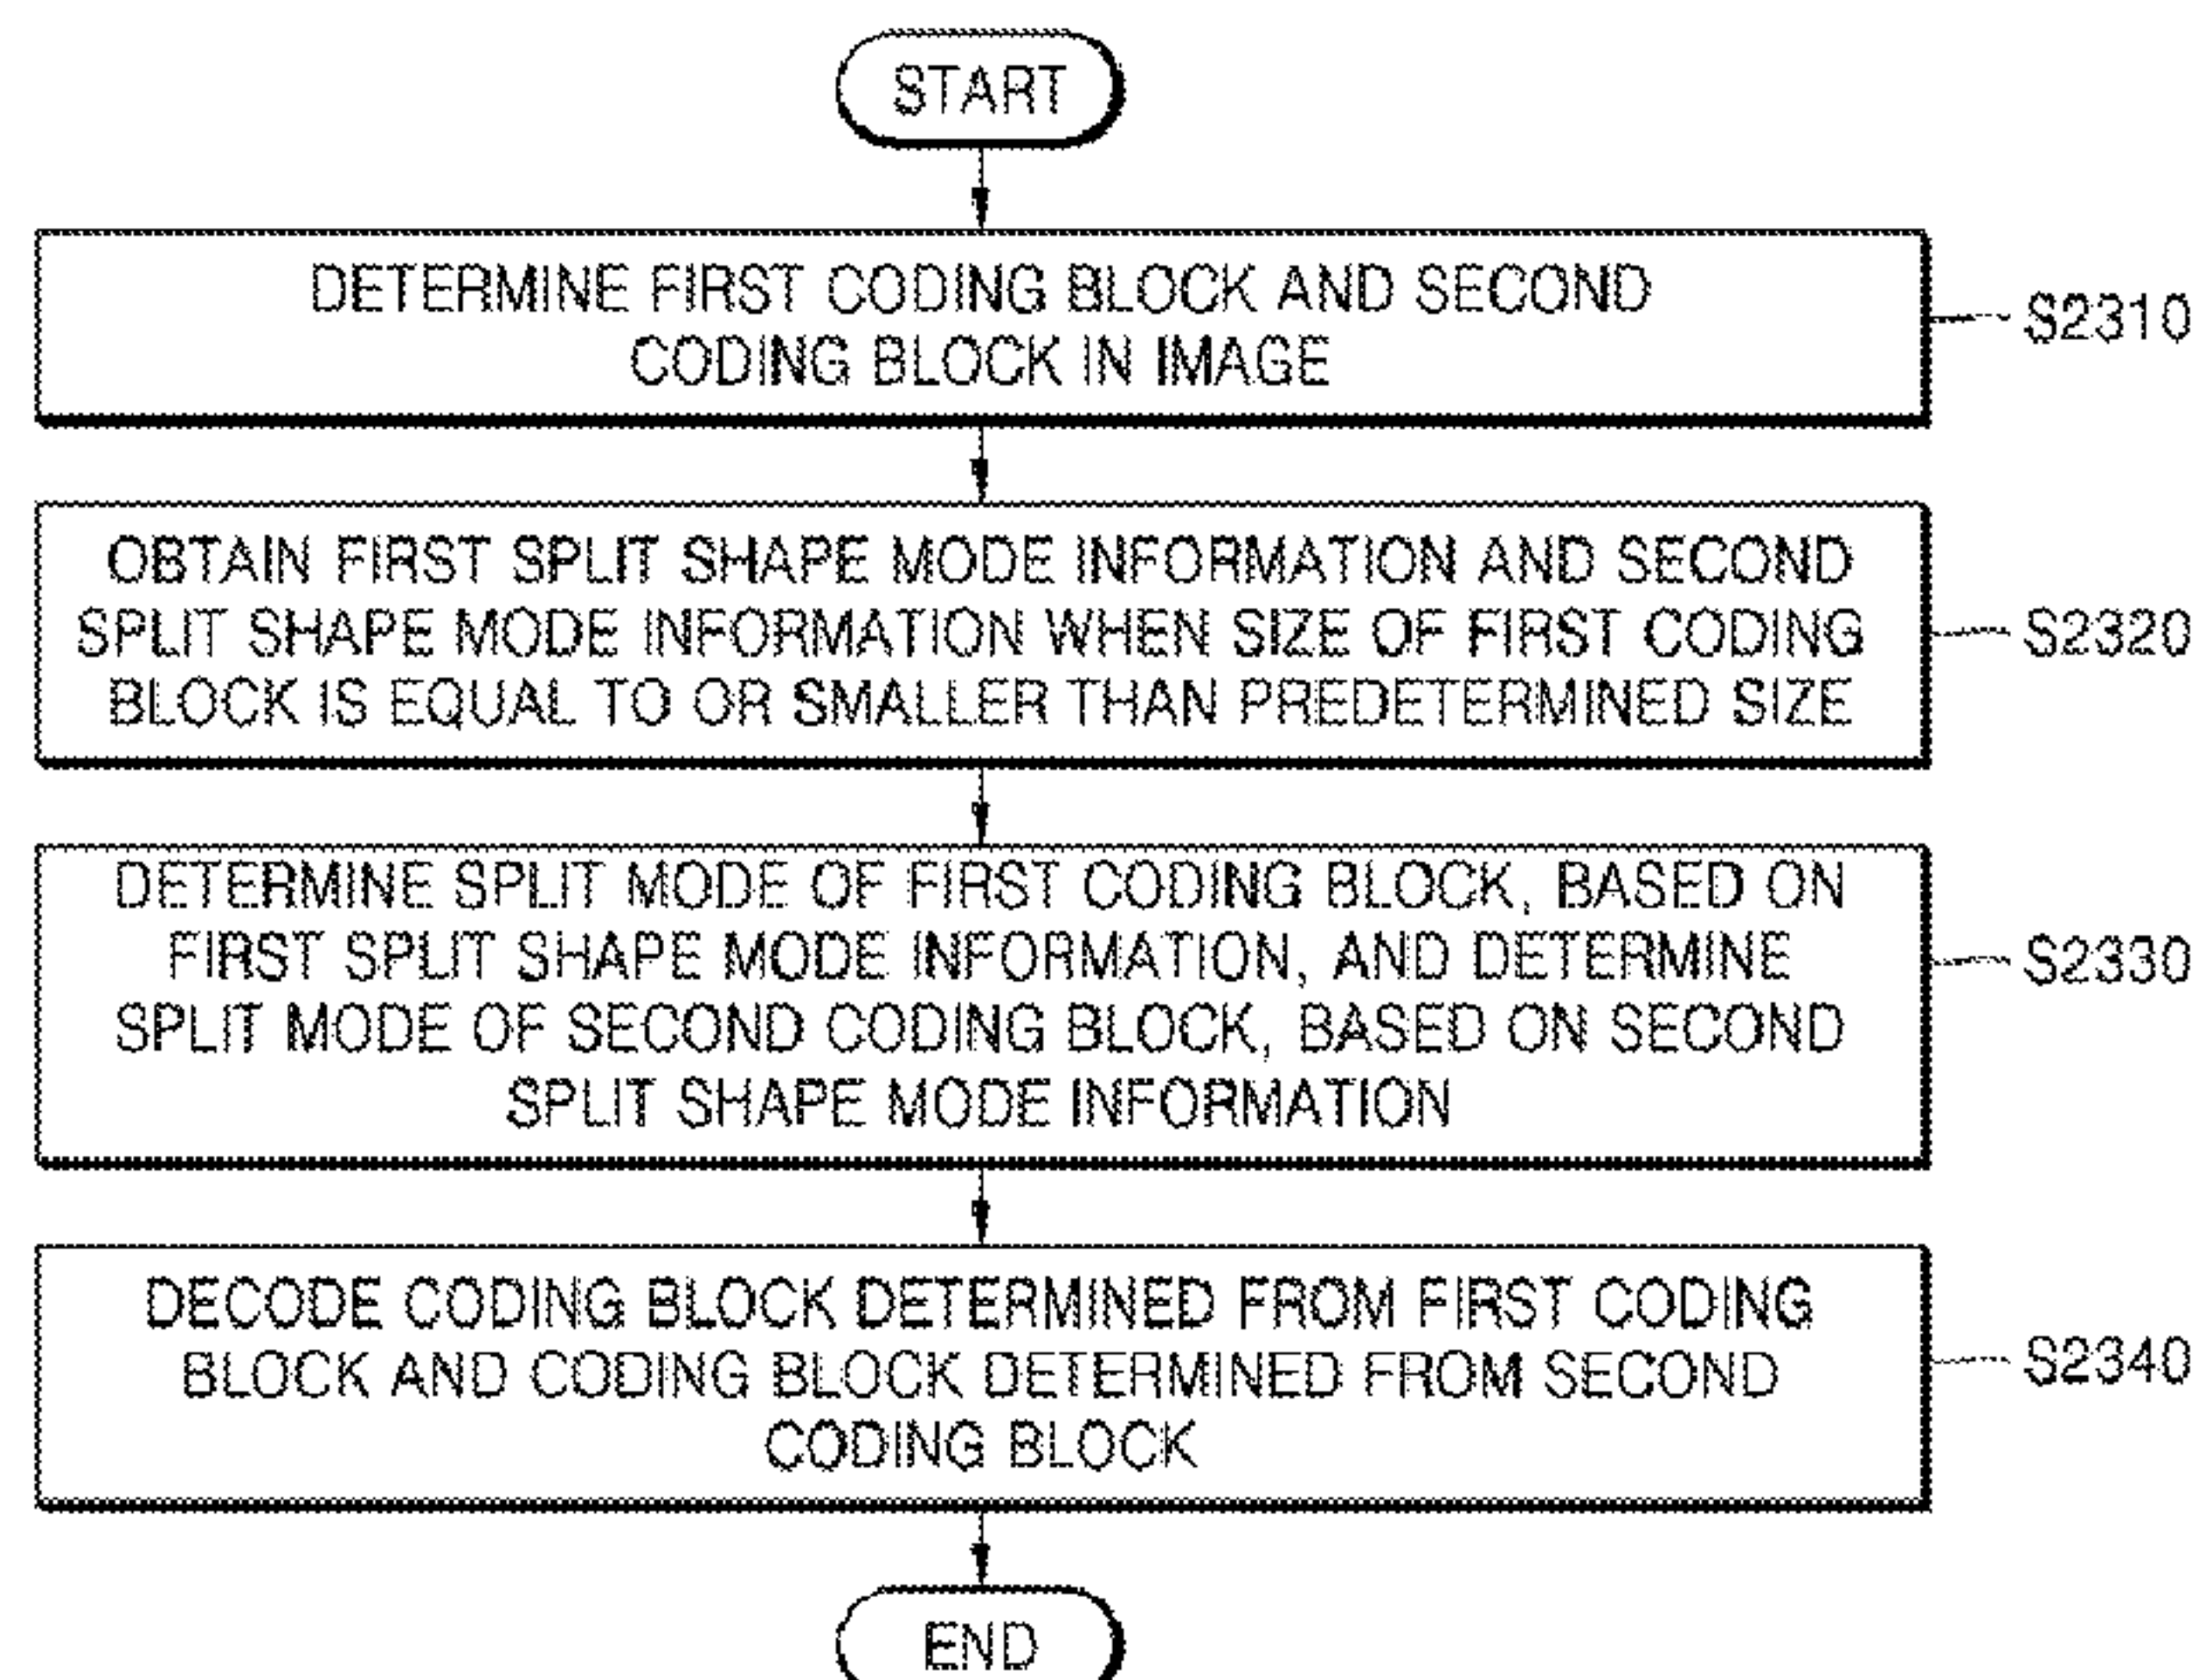 START
DETERMINE FIRST CODING BLOCK AND SECOND
CODING BLOCK IN IMAGE
S2310
OBTAIN FIRST SPLIT SHAPE MODE INFORMATION AND SECOND
SPLIT SHAPE MODE INFORMATION WHEN SIZE OF FIRST CODING
BLOCK IS EQUAL TO OR SMALLER THAN PREDETERMINED SIZE
S2320
DETERMINE SPLIT MODE OF FIRST CODING BLOCK, BASED ON
FIRST SPLIT SHAPE MODE INFORMATION, AND DETERMINE
SPLIT MODE OF SECOND CODING BLOCK, BASED ON SECOND
SPLIT SHAPE MODE INFORMATION
S2330
DECODE CODING BLOCK DETERMINED FROM FIRST CODING
BLOCK AND CODING BLOCK DETERMINED FROM SECOND
CODING BLOCK
S2340
END